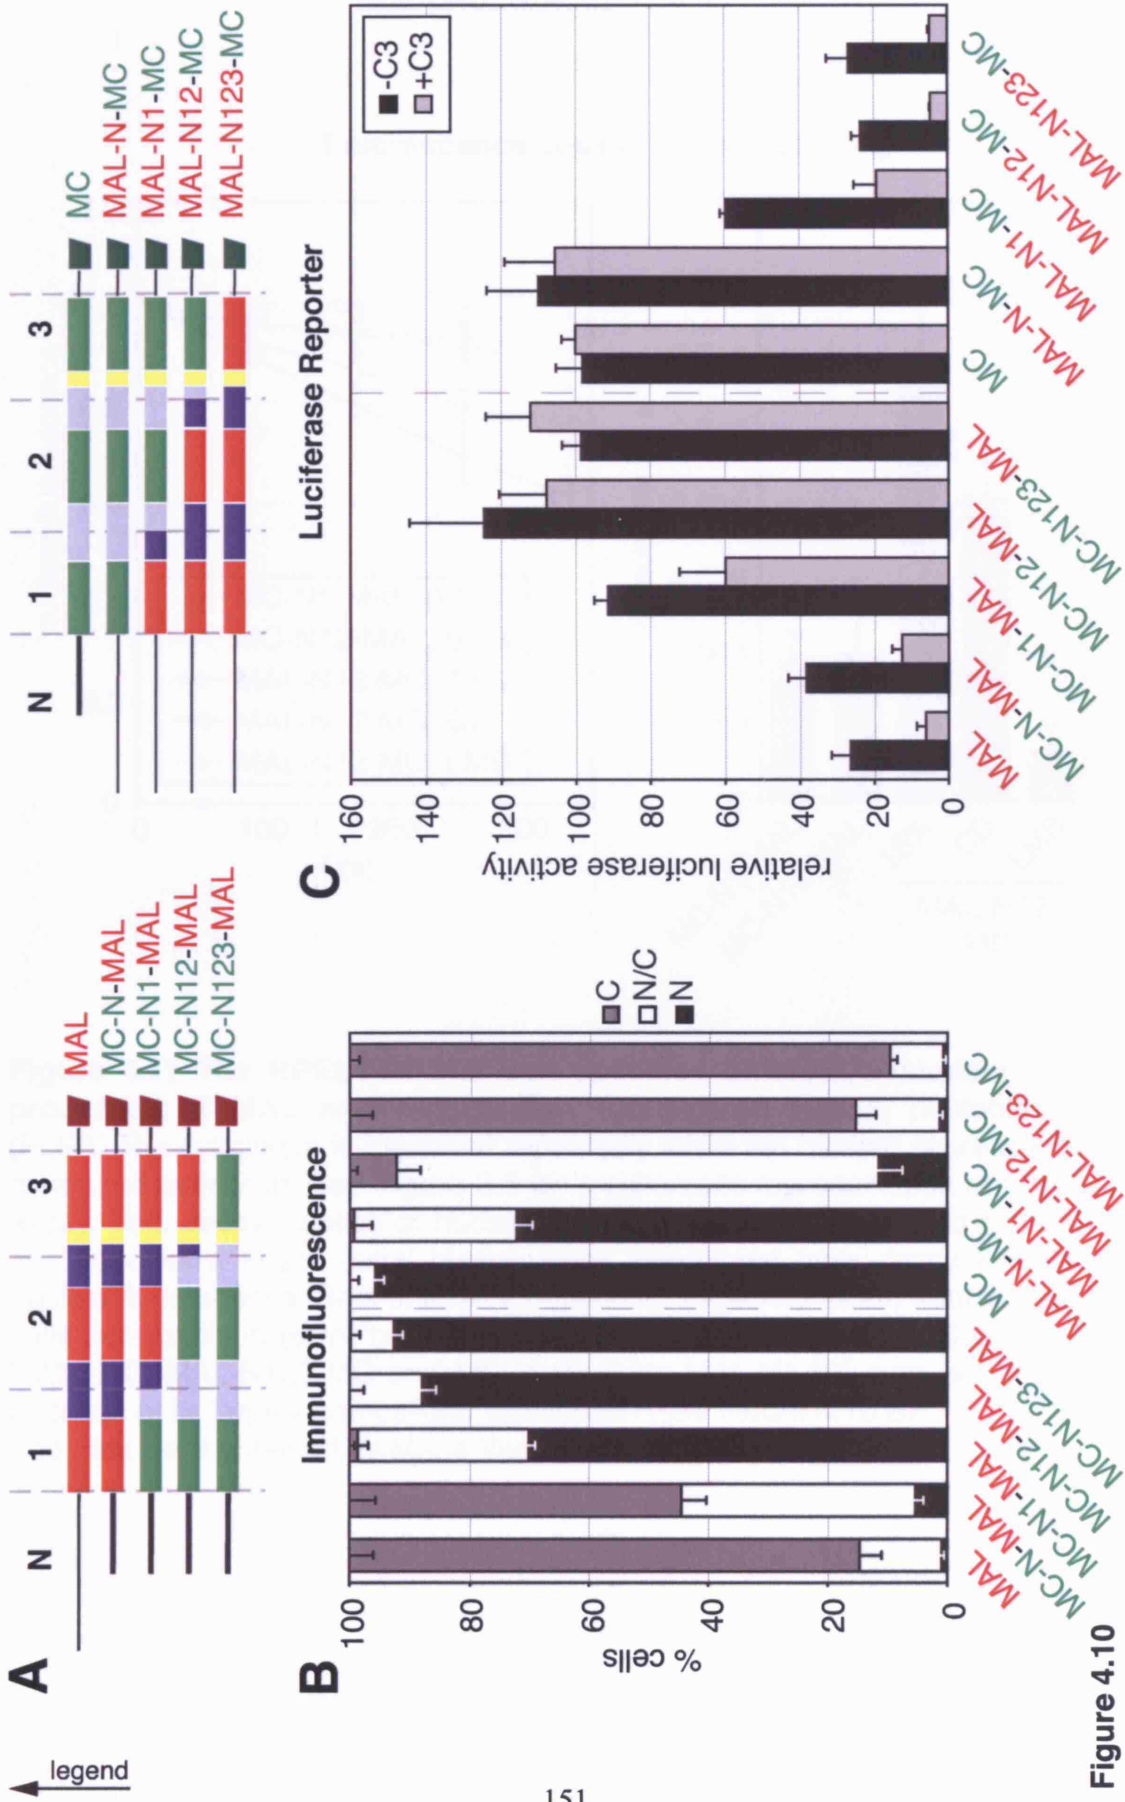 legend
A
N 1 2 3
MAL
MC-N-MAL
MC-N1-MAL
MC-N12-MAL
MC-N123-MAL
N 1 2 3
MC
MAL-N-MC
MAL-N1-MC
MAL-N12-MC
MAL-N123-MC
B
Immunofluorescence
% cells
100
80
60
40
20
0
C
N/C
N
MAL
MC-N-MAL
MC-N1-MAL
MC-N12-MAL
MC-N123-MAL
MC
MAL-N-MC
MAL-N1-MC
MAL-N12-MC
MAL-N123-MC
C
Luciferase Reporter
relative luciferase activity
160
140
120
100
80
60
40
20
0
-C3
+C3
MAL
MC-N-MAL
MC-N1-MAL
MC-N12-MAL
MC-N123-MAL
MC
MAL-N-MC
MAL-N1-MC
MAL-N12-MC
MAL-N123-MC
Figure 4.10
151